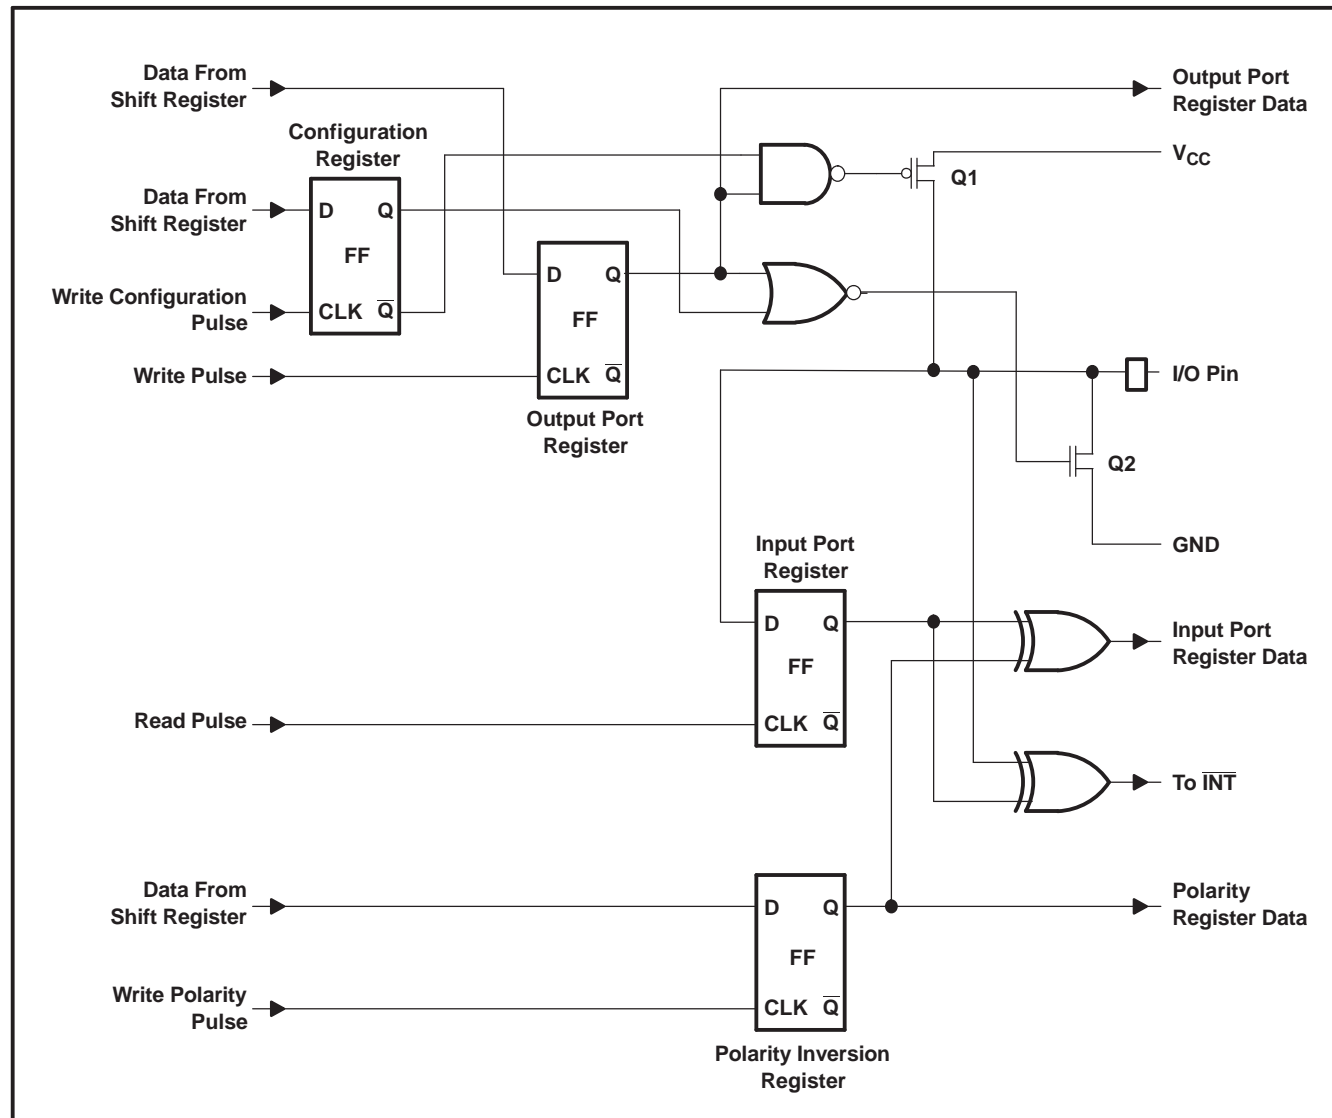 Data From
Shift Register
Output Port
Register Data
Configuration
Register
VCC
Q1
Data From
Shift Register
D Q
FF
CLK Q
D Q
FF
CLK Q
Write Configuration
Pulse
Write Pulse
I/O Pin
Output Port
Register
Q2
GND
Input Port
Register
D Q
FF
CLK Q
Input Port
Register Data
Read Pulse
To INT
Data From
Shift Register
D Q
FF
CLK Q
Polarity
Register Data
Write Polarity
Pulse
Polarity Inversion
Register